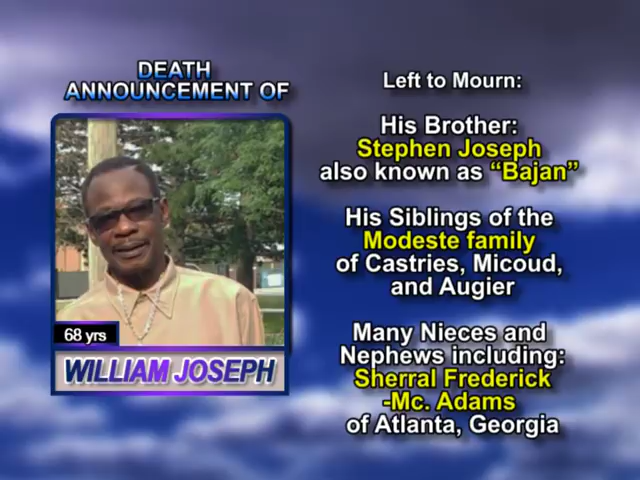 DEATH
ANNOUNCEMENT OF
68 yrs
WILLIAM JOSEPH
Left to Mourn:
His Brother:
Stephen Joseph
also known as “Bajan”
His Siblings of the
Modeste family
of Castries, Micoud,
and Augier
Many Nieces and
Nephews including:
Sherral Frederick
-Mc. Adams
of Atlanta, Georgia